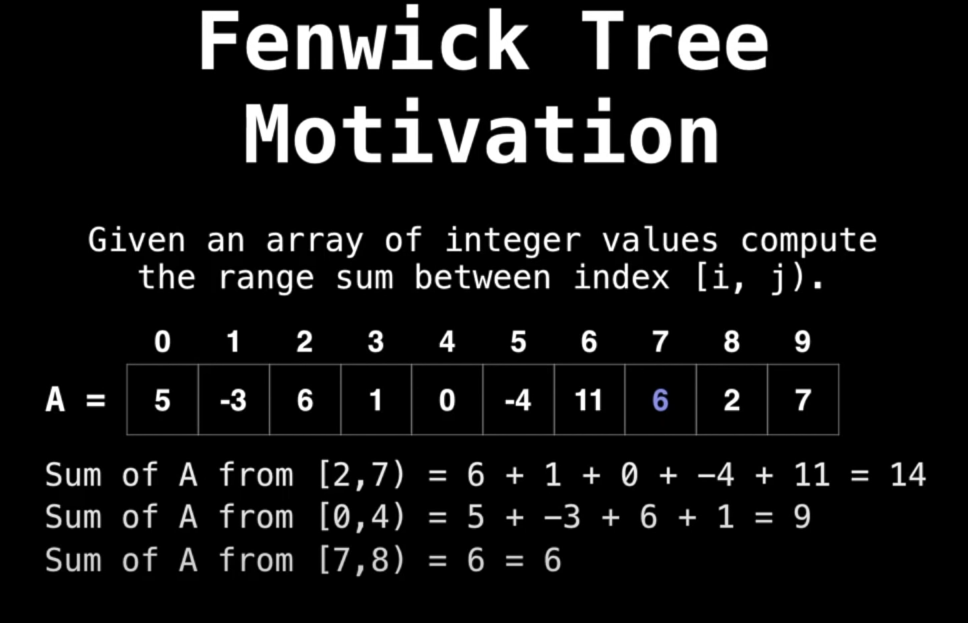 Fenwick Tree
Motivation
Given an array of integer values compute
the range sum between index [i, j).
0 1 2 3 4 5 6 7 8 9
A = 5 -3 6 1 0 -4 11 6 2 7
Sum of A from [2,7) = 6 + 1 + 0 + −4 + 11 = 14
Sum of A from [0,4) = 5 + −3 + 6 + 1 = 9
Sum of A from [7,8) = 6 = 6